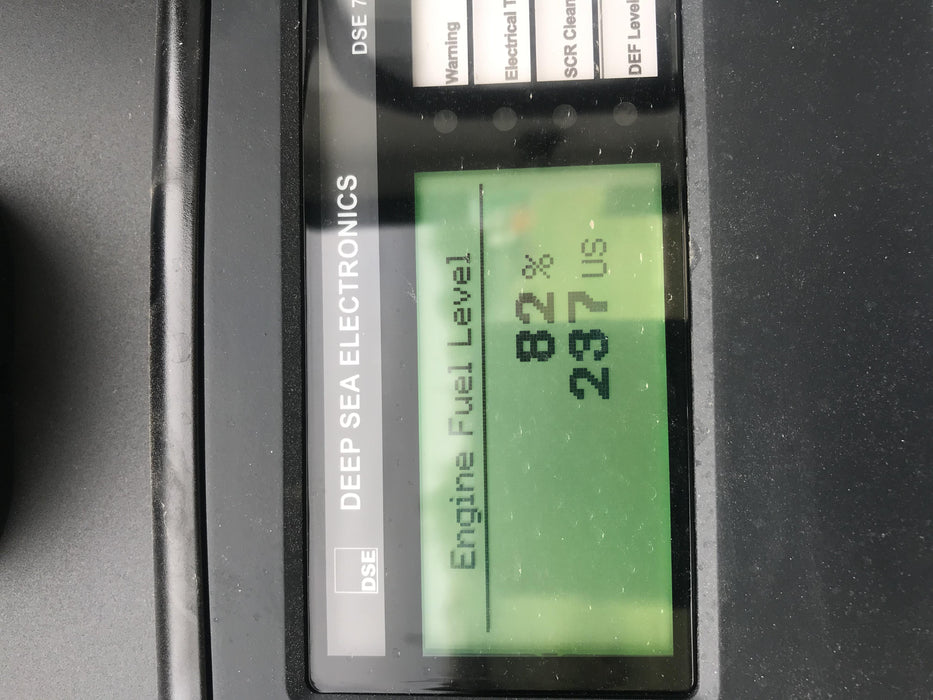 DSE
DEEP SEA ELECTRONICS
DSE 7
Engine Fuel Level
82 %
237 US
Warning
Electrical T
SCR Clean
DEF Level